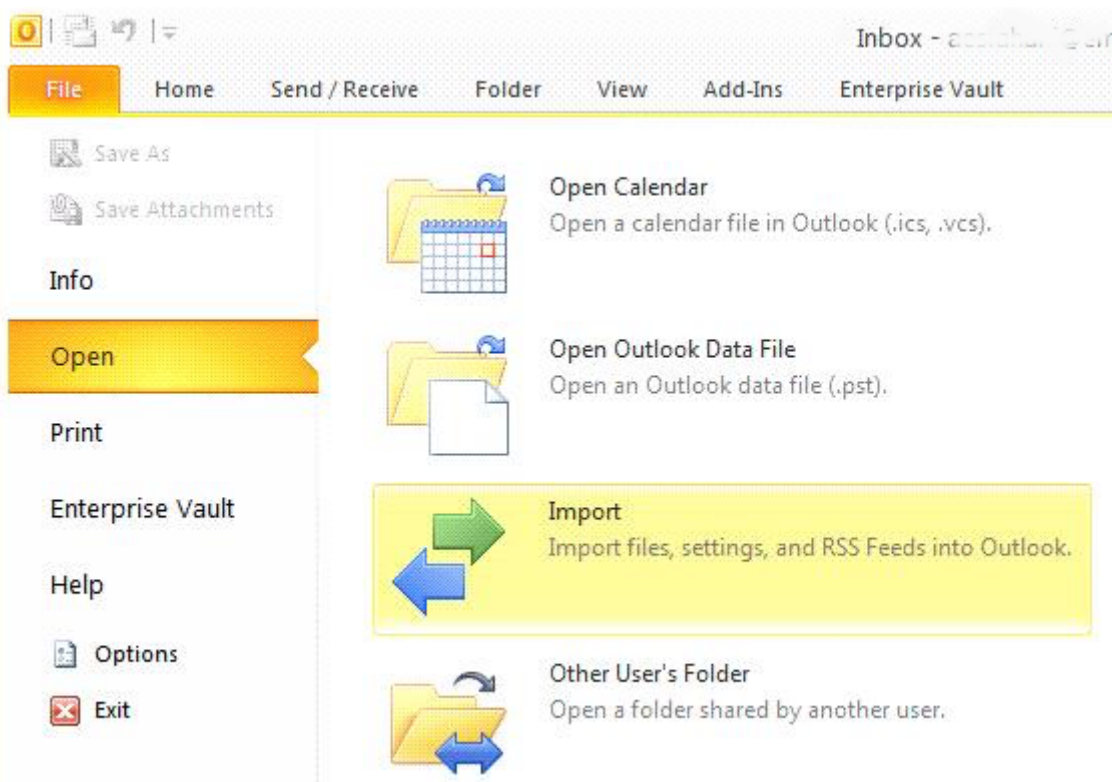 Inbox -
File Home Send / Receive Folder View Add-Ins Enterprise Vault
Save As
Save Attachments
Info
Open
Print
Enterprise Vault
Help
Options
Exit
Open Calendar
Open a calendar file in Outlook (.ics, .vcs).
Open Outlook Data File
Open an Outlook data file (.pst).
Import
Import files, settings, and RSS Feeds into Outlook.
Other User's Folder
Open a folder shared by another user.